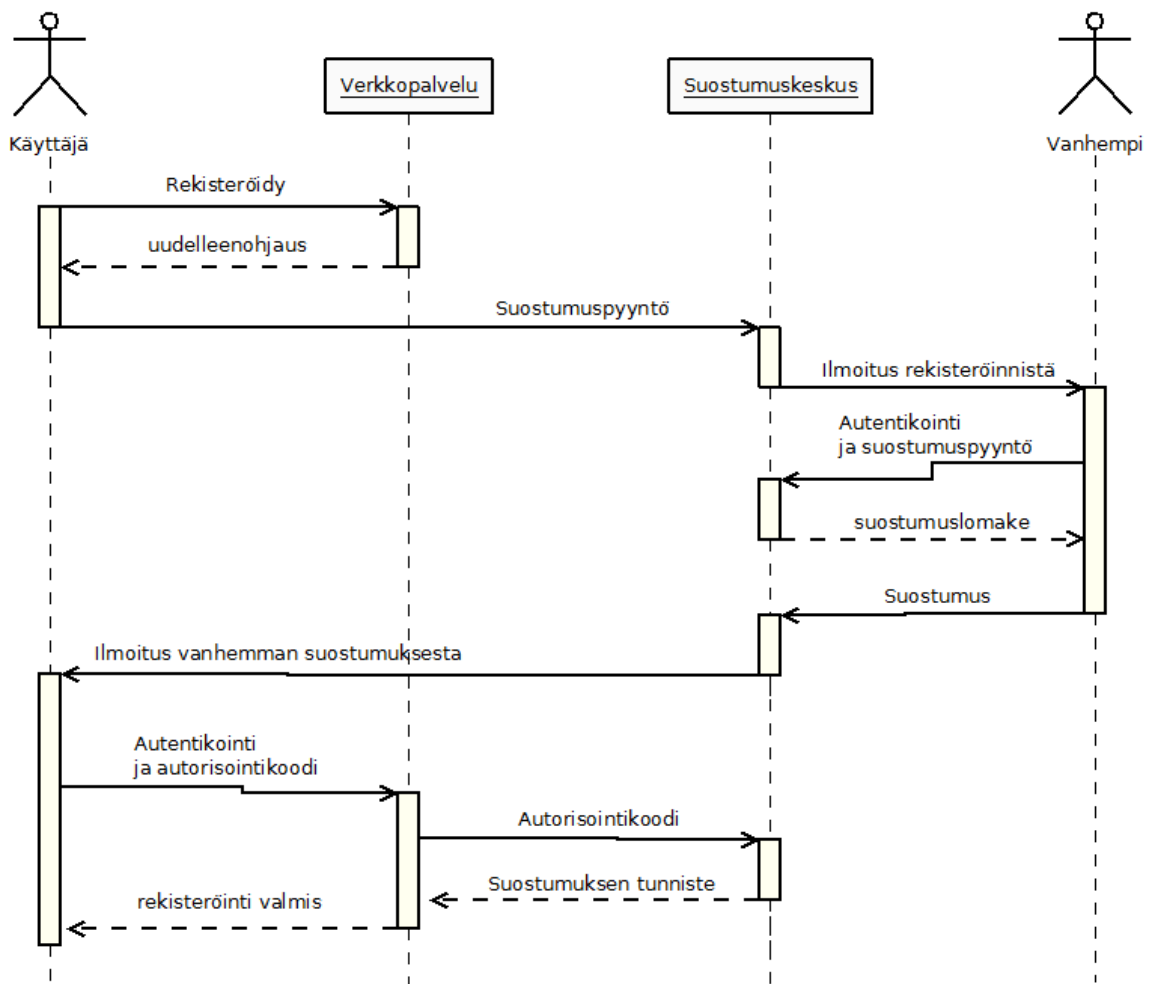 Verkkopalvelu
Suostumuskeskus
Käyttäjä
Vanhempi
Rekisteröidy
uudelleenohjaus
Suostumuspyyntö
Ilmoitus rekisteröinnistä
Autentikointi
ja suostumuspyyntö
suostumuslomake
Suostumus
Ilmoitus vanhemman suostumuksesta
Autentikointi
ja autorisointikoodi
Autorisointikoodi
Suostumuksen tunniste
rekisteröinti valmis